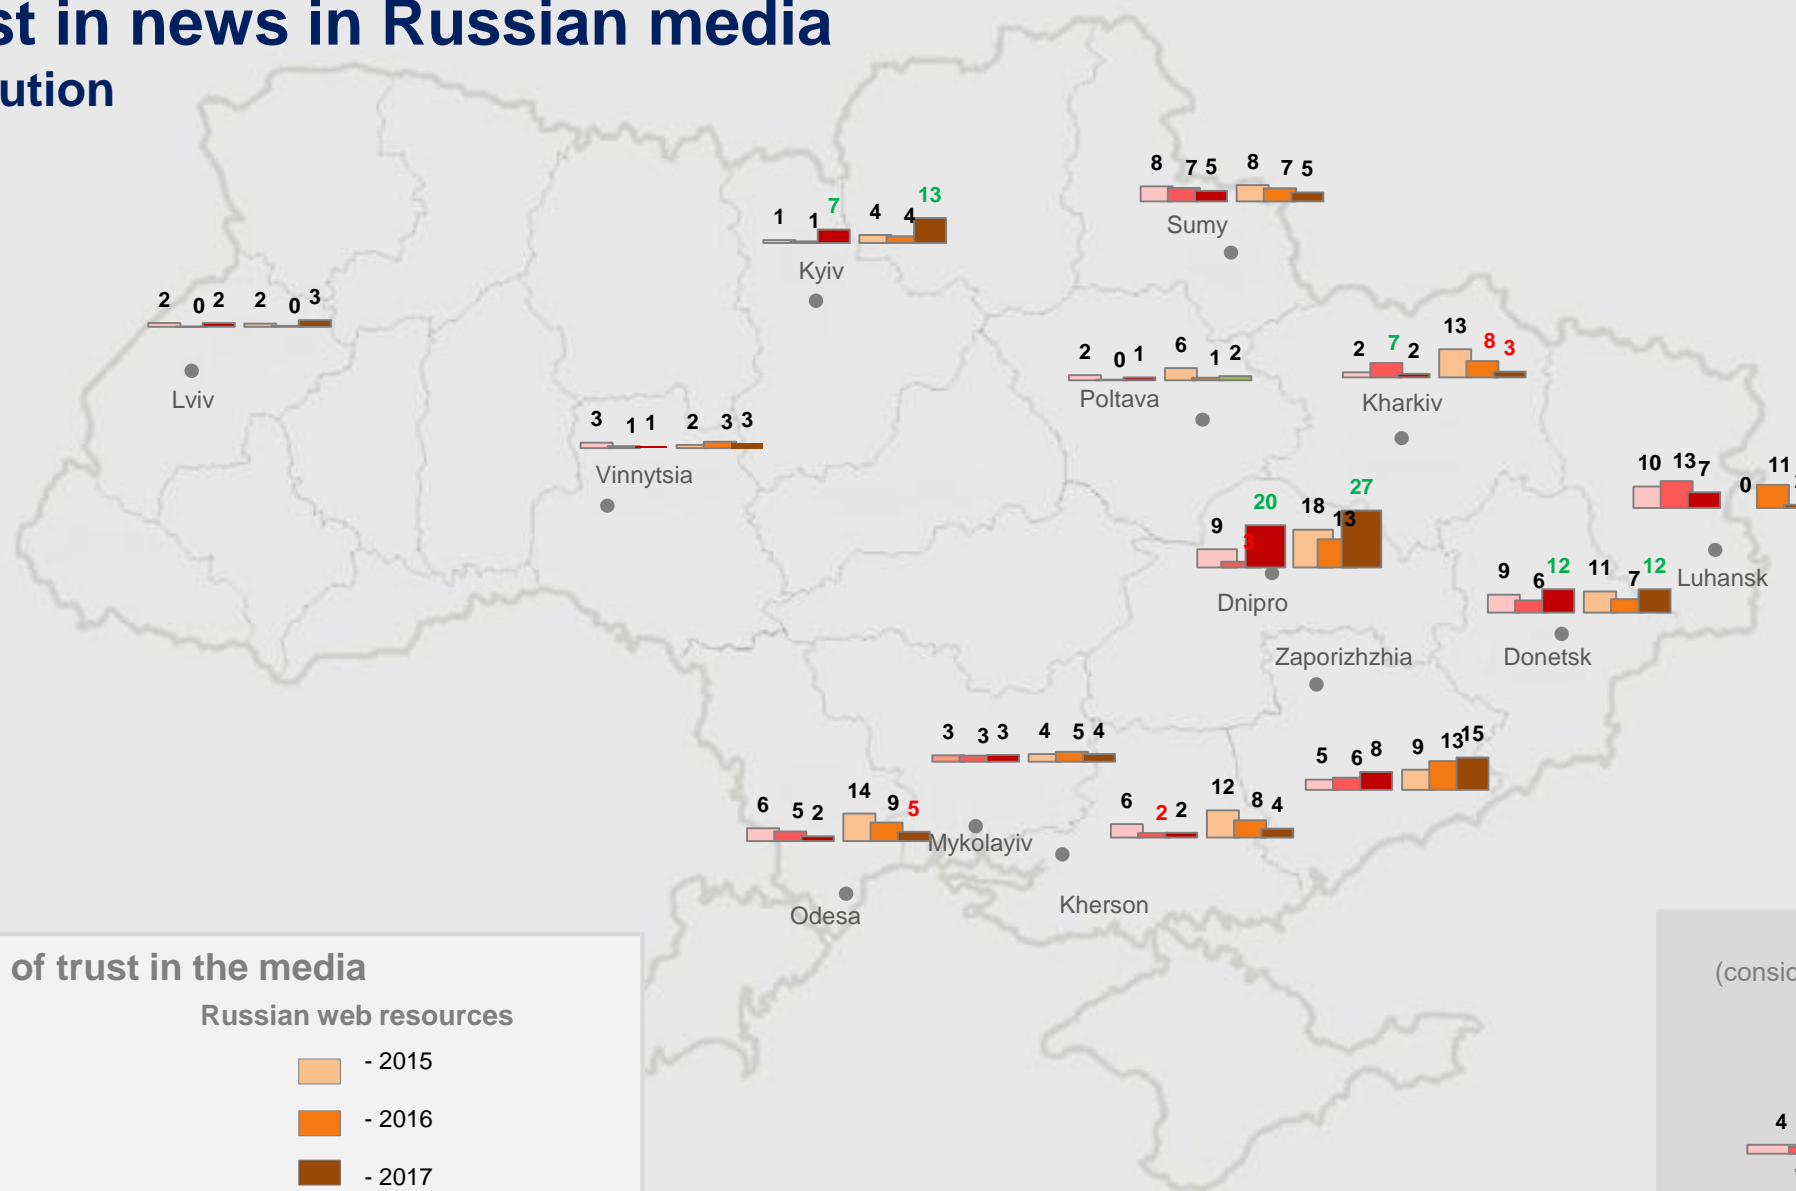 st in news in Russian media
ution
8 7 5 8 7 5
Sumy
1 1 7 4 4 13
Kyiv
2 0 2 2 0 3
Lviv
2 0 1 6 1 2
Poltava
2 7 2 13 8 3
Kharkiv
3 1 1 2 3 3
Vinnytsia
10 13 7 0 11
Luhansk
9 3 20 18 13 27
Dnipro
9 6 12 11 7 12
Donetsk
Zaporizhzhia
5 6 8 9 13 15
3 3 3 4 5 4
Mykolayiv
6 5 2 14 9 5
Odesa
6 2 2 12 8 4
Kherson
of trust in the media
Russian web resources
- 2015
- 2016
- 2017
(consid
4